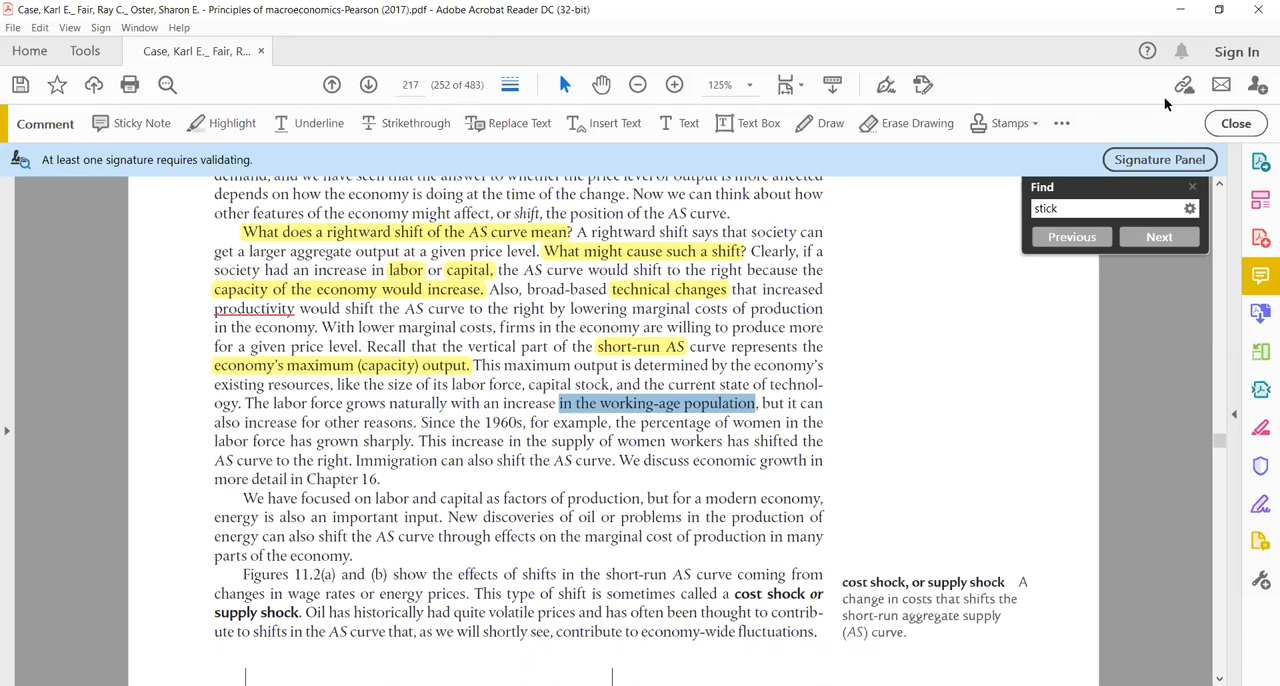 Case, Karl E._ Fair, Ray C._ Oster, Sharon E. - Principles of macroeconomics-Pearson (2017).pdf - Adobe Acrobat Reader DC (32-bit)
File Edit View Sign Window Help
Home Tools Case, Karl E._ Fair, R... × Sign In
217 (252 of 483) 125%
Comment Sticky Note Highlight Underline Strikethrough Replace Text Insert Text Text Text Box Draw Erase Drawing Stamps Close
At least one signature requires validating. Signature Panel
Find
stick
Previous Next
demand, and we have seen that the answer to whether the price level or output is more affected
depends on how the economy is doing at the time of the change. Now we can think about how
other features of the economy might affect, or shift, the position of the AS curve.
What does a rightward shift of the AS curve mean? A rightward shift says that society can
get a larger aggregate output at a given price level. What might cause such a shift? Clearly, if a
society had an increase in labor or capital, the AS curve would shift to the right because the
capacity of the economy would increase. Also, broad-based technical changes that increased
productivity would shift the AS curve to the right by lowering marginal costs of production
in the economy. With lower marginal costs, firms in the economy are willing to produce more
for a given price level. Recall that the vertical part of the short-run AS curve represents the
economy's maximum (capacity) output. This maximum output is determined by the economy's
existing resources, like the size of its labor force, capital stock, and the current state of technol-
ogy. The labor force grows naturally with an increase in the working-age population, but it can
also increase for other reasons. Since the 1960s, for example, the percentage of women in the
labor force has grown sharply. This increase in the supply of women workers has shifted the
AS curve to the right. Immigration can also shift the AS curve. We discuss economic growth in
more detail in Chapter 16.
We have focused on labor and capital as factors of production, but for a modern economy,
energy is also an important input. New discoveries of oil or problems in the production of
energy can also shift the AS curve through effects on the marginal cost of production in many
parts of the economy.
Figures 11.2(a) and (b) show the effects of shifts in the short-run AS curve coming from
changes in wage rates or energy prices. This type of shift is sometimes called a cost shock or
supply shock. Oil has historically had quite volatile prices and has often been thought to contrib-
ute to shifts in the AS curve that, as we will shortly see, contribute to economy-wide fluctuations.
cost shock, or supply shock A
change in costs that shifts the
short-run aggregate supply
(AS) curve.